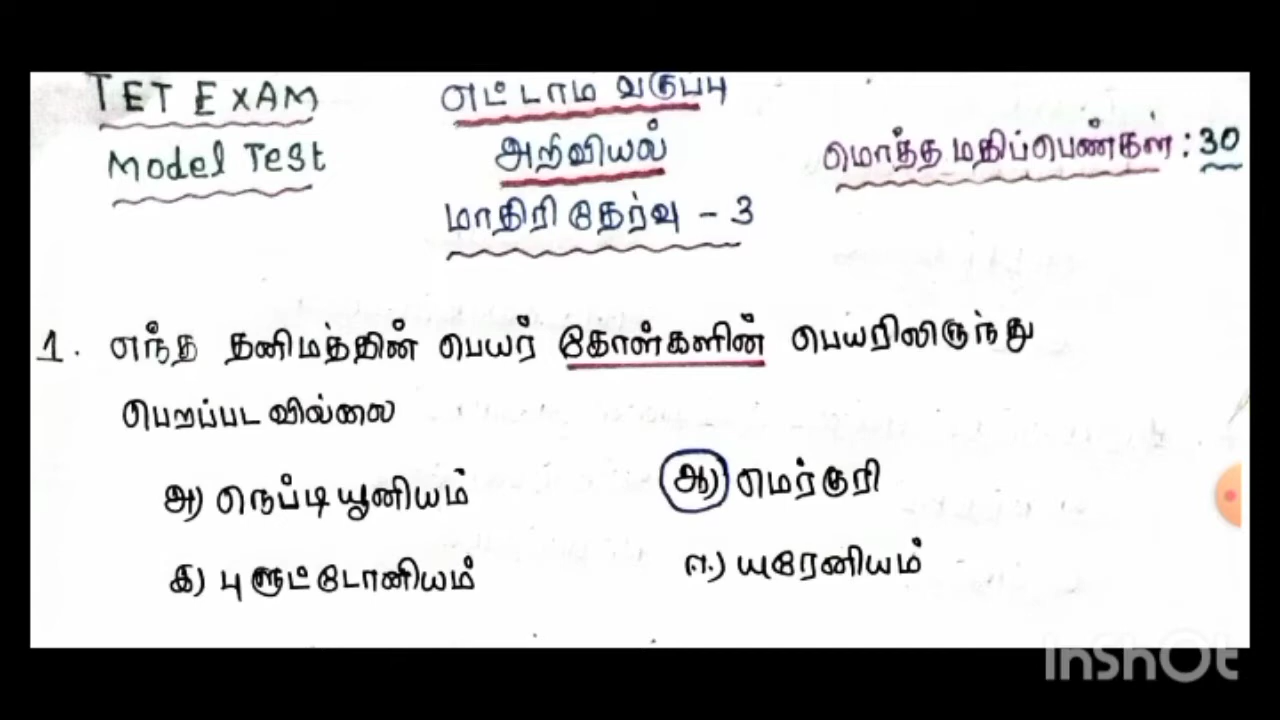 TET EXAM எட்டாம் வகுப்பு
Model Test அறிவியல் மொத்த மதிப்பெண்கள் : 30
மாதிரி தேர்வு - 3
1. எந்த தனிமத்தின் பெயர் கோள்களின் பெயரிலிருந்து
பெறப்படவில்லை
அ) நெப்டியூனியம் ஆ) மெர்குரி
இ) புளூட்டோனியம் ஈ) யுரேனியம்
InShOt